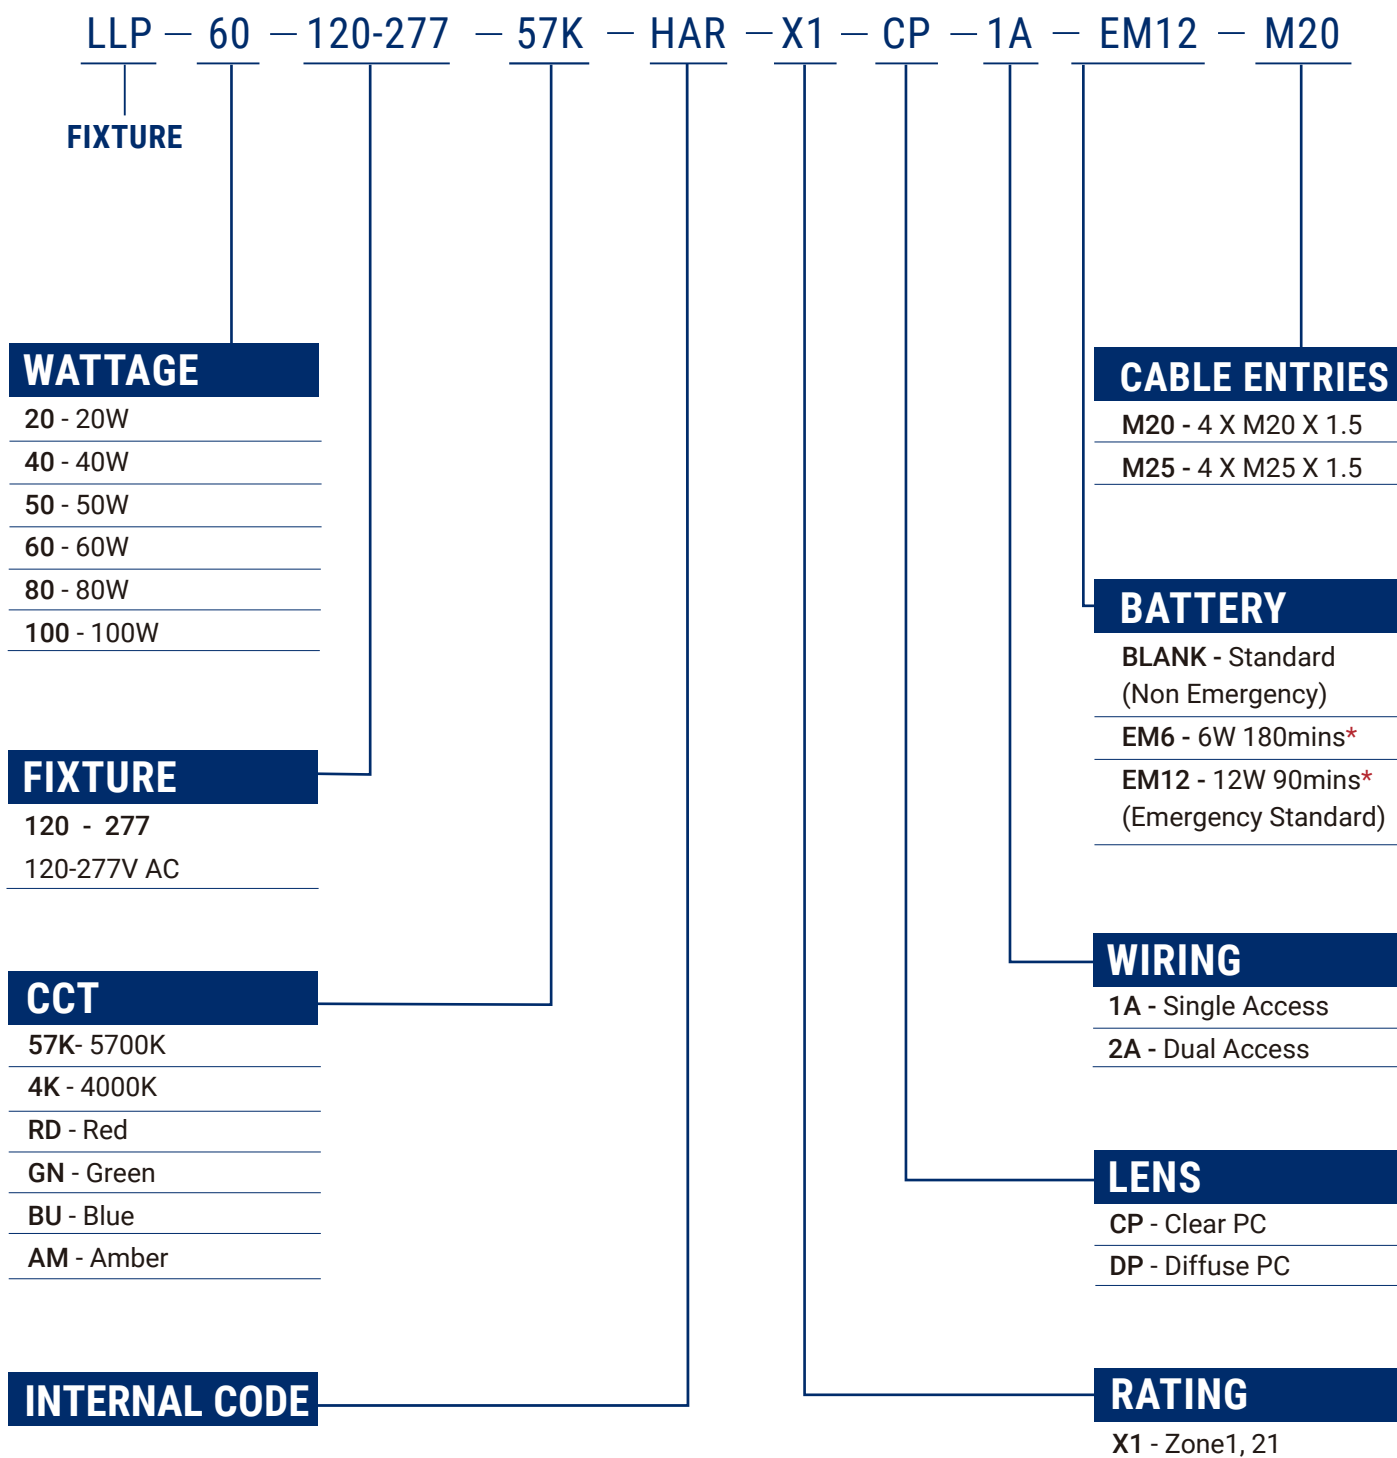 LLP — 60 — 120-277 — 57K — HAR — X1 — CP — 1A — EM12 — M20
FIXTURE
WATTAGE
20 - 20W
40 - 40W
50 - 50W
60 - 60W
80 - 80W
100 - 100W
FIXTURE
120 - 277
120-277V AC
CCT
57K- 5700K
4K - 4000K
RD - Red
GN - Green
BU - Blue
AM - Amber
INTERNAL CODE
CABLE ENTRIES
M20 - 4 X M20 X 1.5
M25 - 4 X M25 X 1.5
BATTERY
BLANK - Standard
(Non Emergency)
EM6 - 6W 180mins*
EM12 - 12W 90mins*
(Emergency Standard)
WIRING
1A - Single Access
2A - Dual Access
LENS
CP - Clear PC
DP - Diffuse PC
RATING
X1 - Zone1, 21